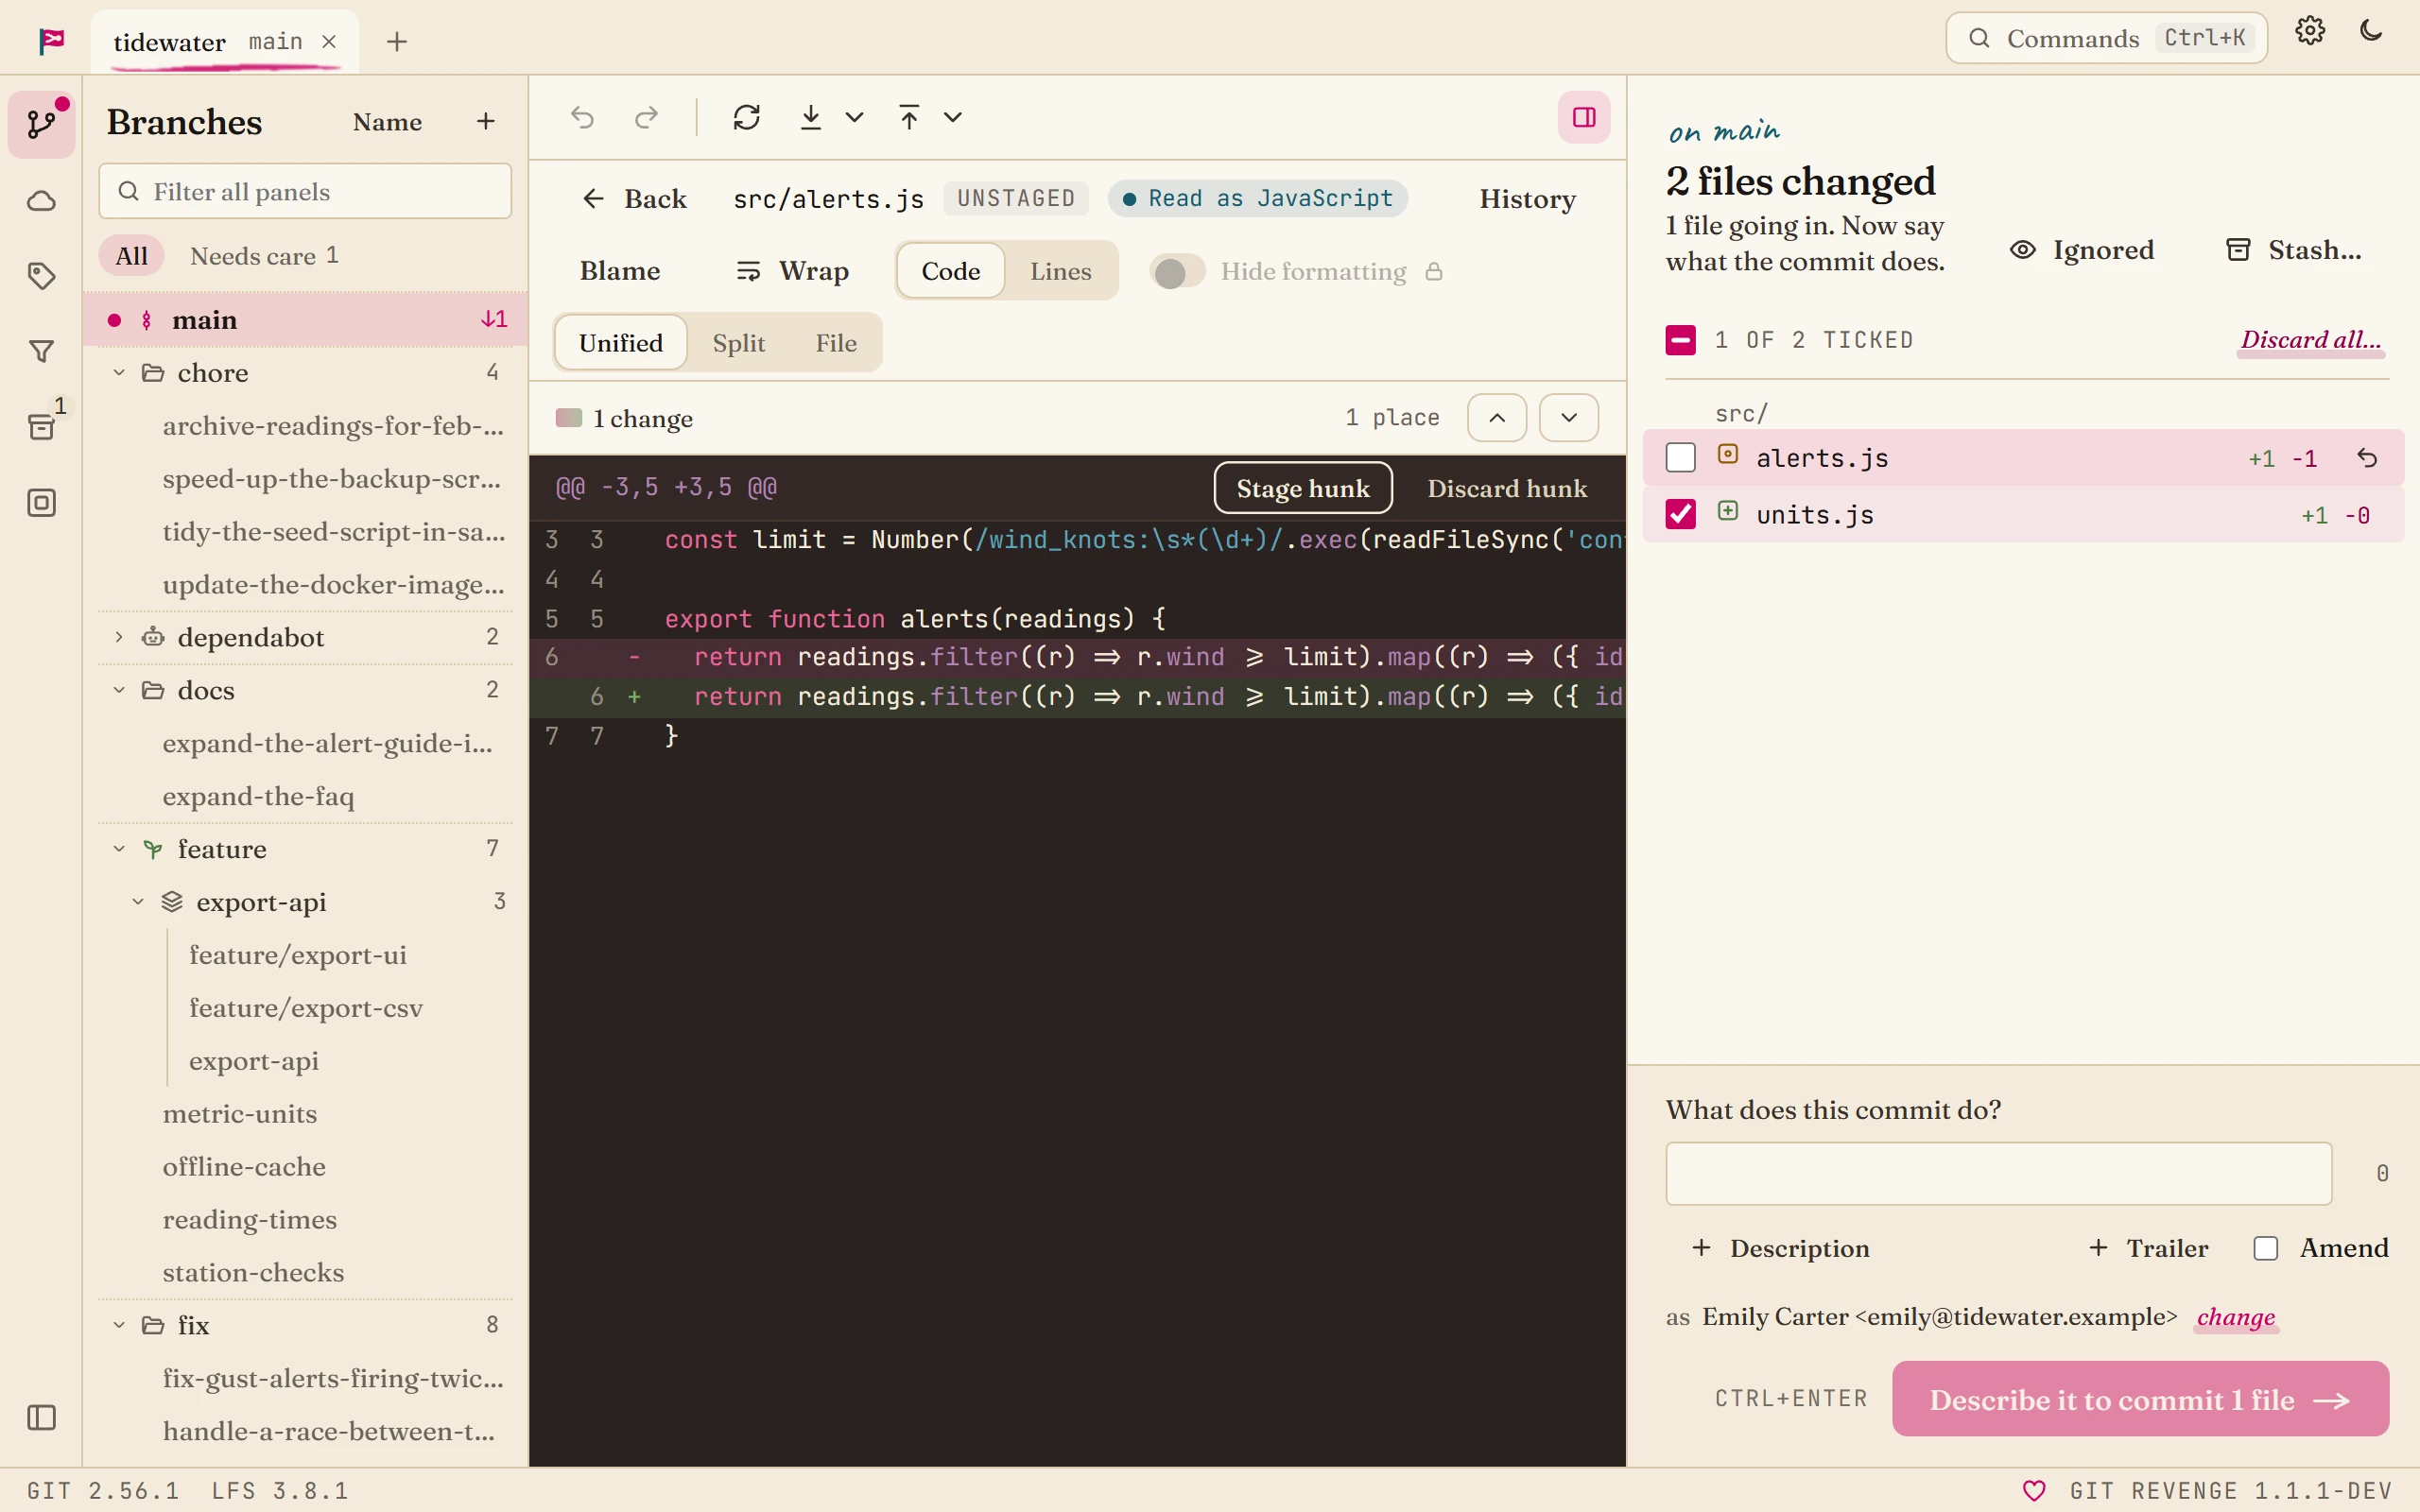 tidewater main
Commands Ctrl+K
Branches Name
Filter all panels
All Needs care 1
1
main ↓1
chore 4
archive-readings-for-feb-...
speed-up-the-backup-scr...
tidy-the-seed-script-in-sa...
update-the-docker-image...
dependabot 2
docs 2
expand-the-alert-guide-i...
expand-the-faq
feature 7
export-api 3
feature/export-ui
feature/export-csv
export-api
metric-units
offline-cache
reading-times
station-checks
fix 8
fix-gust-alerts-firing-twic...
handle-a-race-between-t...
Back src/alerts.js UNSTAGED Read as JavaScript History
Blame Wrap Code Lines Hide formatting
Unified Split File
1 change 1 place
@@ -3,5 +3,5 @@ Stage hunk Discard hunk
3 3 const limit = Number(/wind_knots:\s*(\d+)/.exec(readFileSync('con
4 4
5 5 export function alerts(readings) {
6 - return readings.filter((r) => r.wind >= limit).map((r) => ({ id
6 + return readings.filter((r) => r.wind >= limit).map((r) => ({ id
7 7 }
on main
2 files changed
1 file going in. Now say
what the commit does.
Ignored Stash...
1 OF 2 TICKED Discard all...
src/
alerts.js +1 -1
units.js +1 -0
What does this commit do?
0
+ Description + Trailer Amend
as Emily Carter <emily@tidewater.example> change
CTRL+ENTER Describe it to commit 1 file →
GIT 2.56.1 LFS 3.8.1
GIT REVENGE 1.1.1-DEV